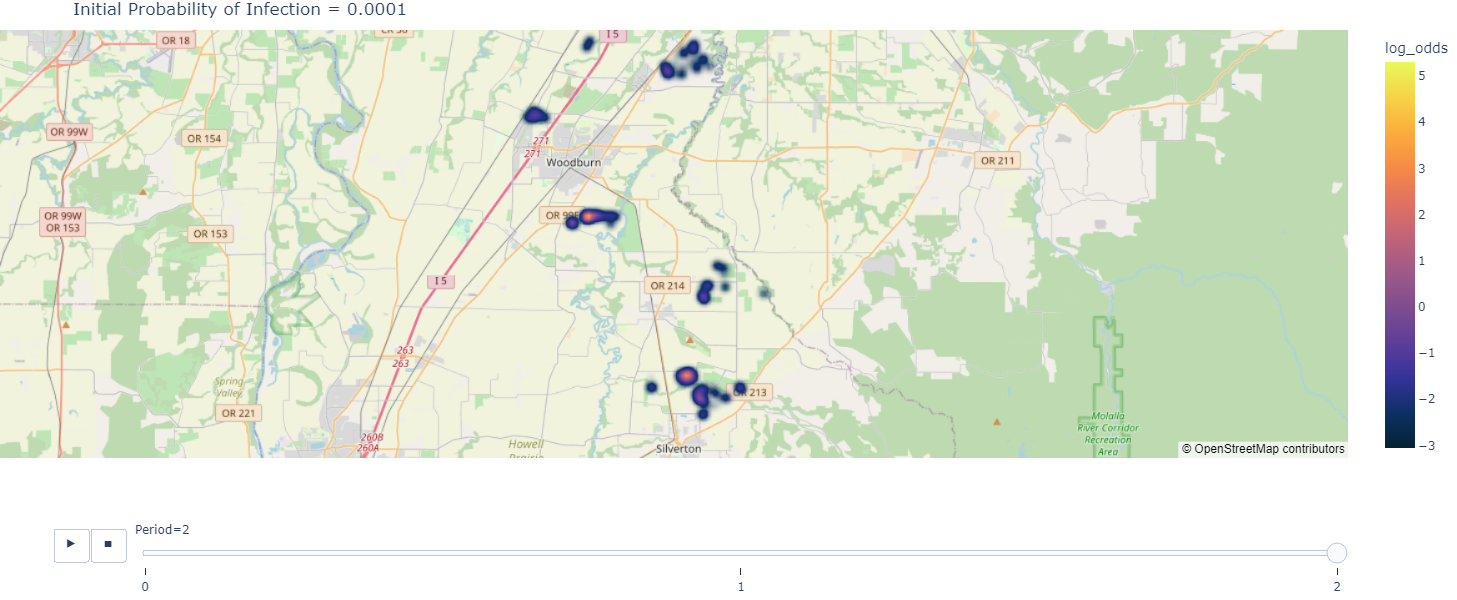 Initial Probability of Infection = 0.0001
log_odds
OR 18
I 5
5
OR 99W
OR 154
4
271
271
Woodburn
OR 211
3
OR 99W
OR 153
OR 153
OR 99E
2
1
I 5
OR 214
0
263
263
−1
Spring
Valley
OR 213
−2
OR 221
Molalla
River Corridor
Recreation
Area
260B
260A
Howell
Prairie
Silverton
© OpenStreetMap contributors
−3
Period=2
0
1
2